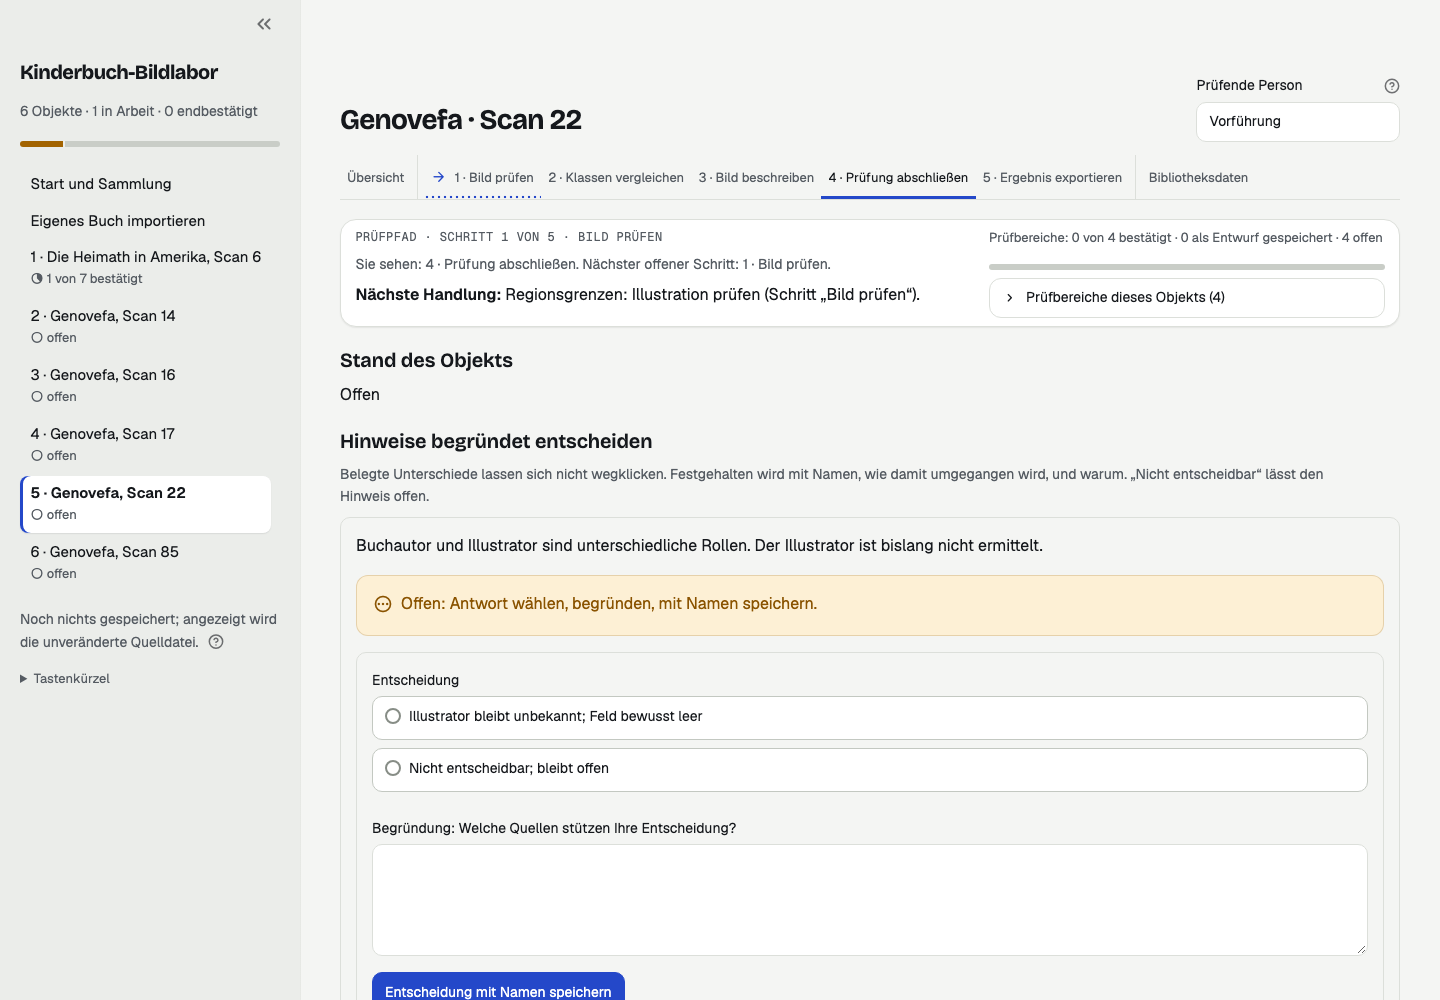 Kinderbuch-Bildlabor
6 Objekte · 1 in Arbeit · 0 endbestätigt
Start und Sammlung
Eigenes Buch importieren
1 · Die Heimath in Amerika, Scan 6
1 von 7 bestätigt
2 · Genovefa, Scan 14
offen
3 · Genovefa, Scan 16
offen
4 · Genovefa, Scan 17
offen
5 · Genovefa, Scan 22
offen
6 · Genovefa, Scan 85
offen
Noch nichts gespeichert; angezeigt wird
die unveränderte Quelldatei.
Tastenkürzel
Genovefa · Scan 22
Prüfende Person
Vorführung
Übersicht
1 · Bild prüfen
2 · Klassen vergleichen
3 · Bild beschreiben
4 · Prüfung abschließen
5 · Ergebnis exportieren
Bibliotheksdaten
PRÜFPFAD · SCHRITT 1 VON 5 · BILD PRÜFEN
Sie sehen: 4 · Prüfung abschließen. Nächster offener Schritt: 1 · Bild prüfen.
Nächste Handlung: Regionsgrenzen: Illustration prüfen (Schritt „Bild prüfen“).
Prüfbereiche: 0 von 4 bestätigt · 0 als Entwurf gespeichert · 4 offen
Prüfbereiche dieses Objekts (4)
Stand des Objekts
Offen
Hinweise begründet entscheiden
Belegte Unterschiede lassen sich nicht wegklicken. Festgehalten wird mit Namen, wie damit umgegangen wird, und warum. „Nicht entscheidbar“ lässt den
Hinweis offen.
Buchautor und Illustrator sind unterschiedliche Rollen. Der Illustrator ist bislang nicht ermittelt.
Offen: Antwort wählen, begründen, mit Namen speichern.
Entscheidung
Illustrator bleibt unbekannt; Feld bewusst leer
Nicht entscheidbar; bleibt offen
Begründung: Welche Quellen stützen Ihre Entscheidung?
Entscheidung mit Namen speichern